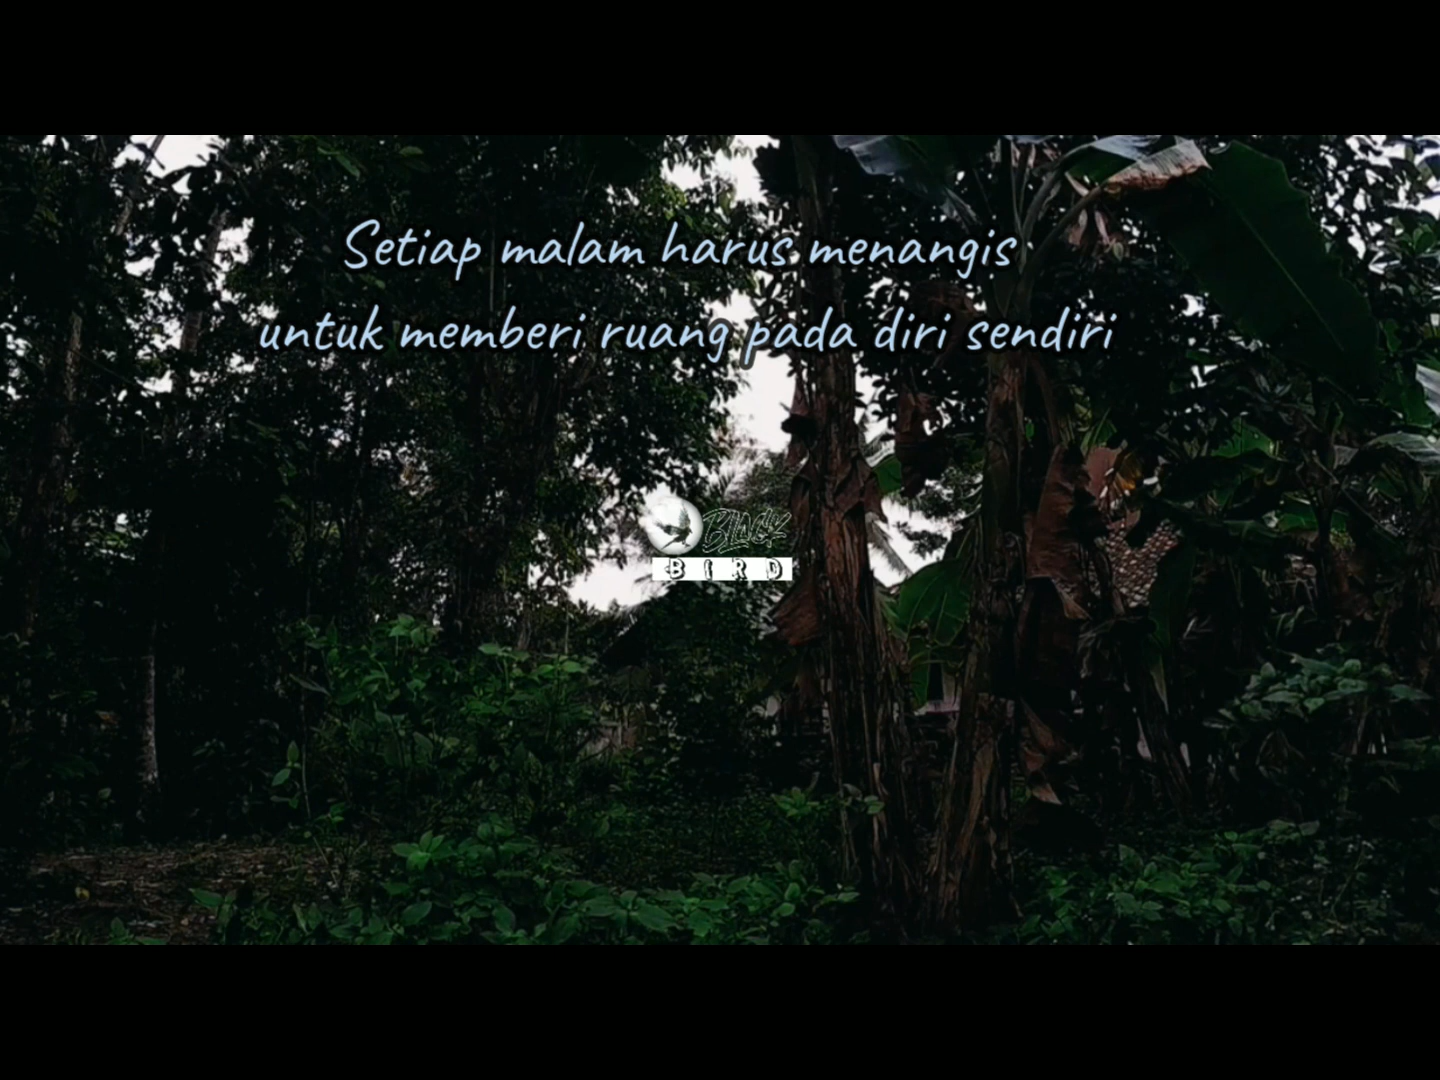 Setiap malam harus menangis
untuk memberi ruang pada diri sendiri
BLACK
BIRD